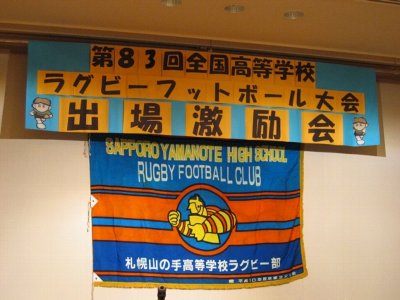 第83回全国高等学校
ラグビーフットボール大会
出場激励会
SAPPORO YAMANOTE HIGH SCHOOL
RUGBY FOOTBALL CLUB
札幌山の手高等学校ラグビー部